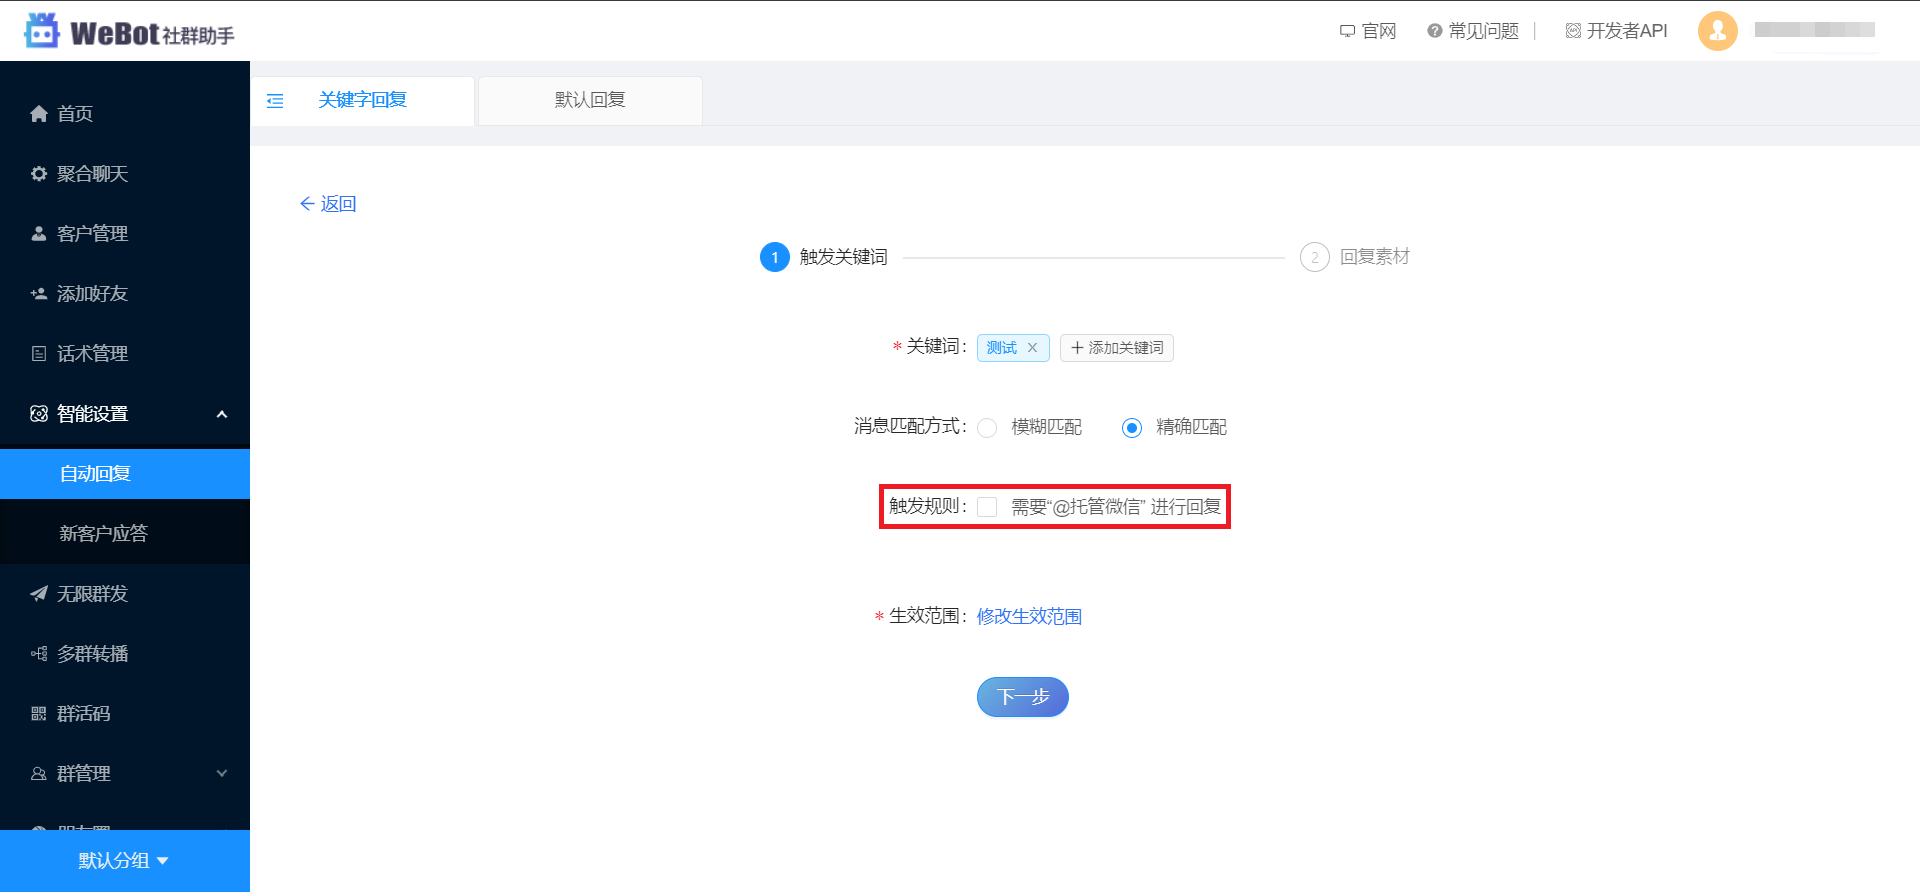 WeBot社群助手
官网
常见问题
开发者API
首页
聚合聊天
客户管理
添加好友
话术管理
智能设置
自动回复
新客户应答
无限群发
多群转播
群活码
群管理
默认分组
关键字回复
默认回复
返回
1 触发关键词
2 回复素材
* 关键词: 测试 × + 添加关键词
消息匹配方式: 模糊匹配 精确匹配
触发规则: 需要“@托管微信” 进行回复
* 生效范围: 修改生效范围
下一步